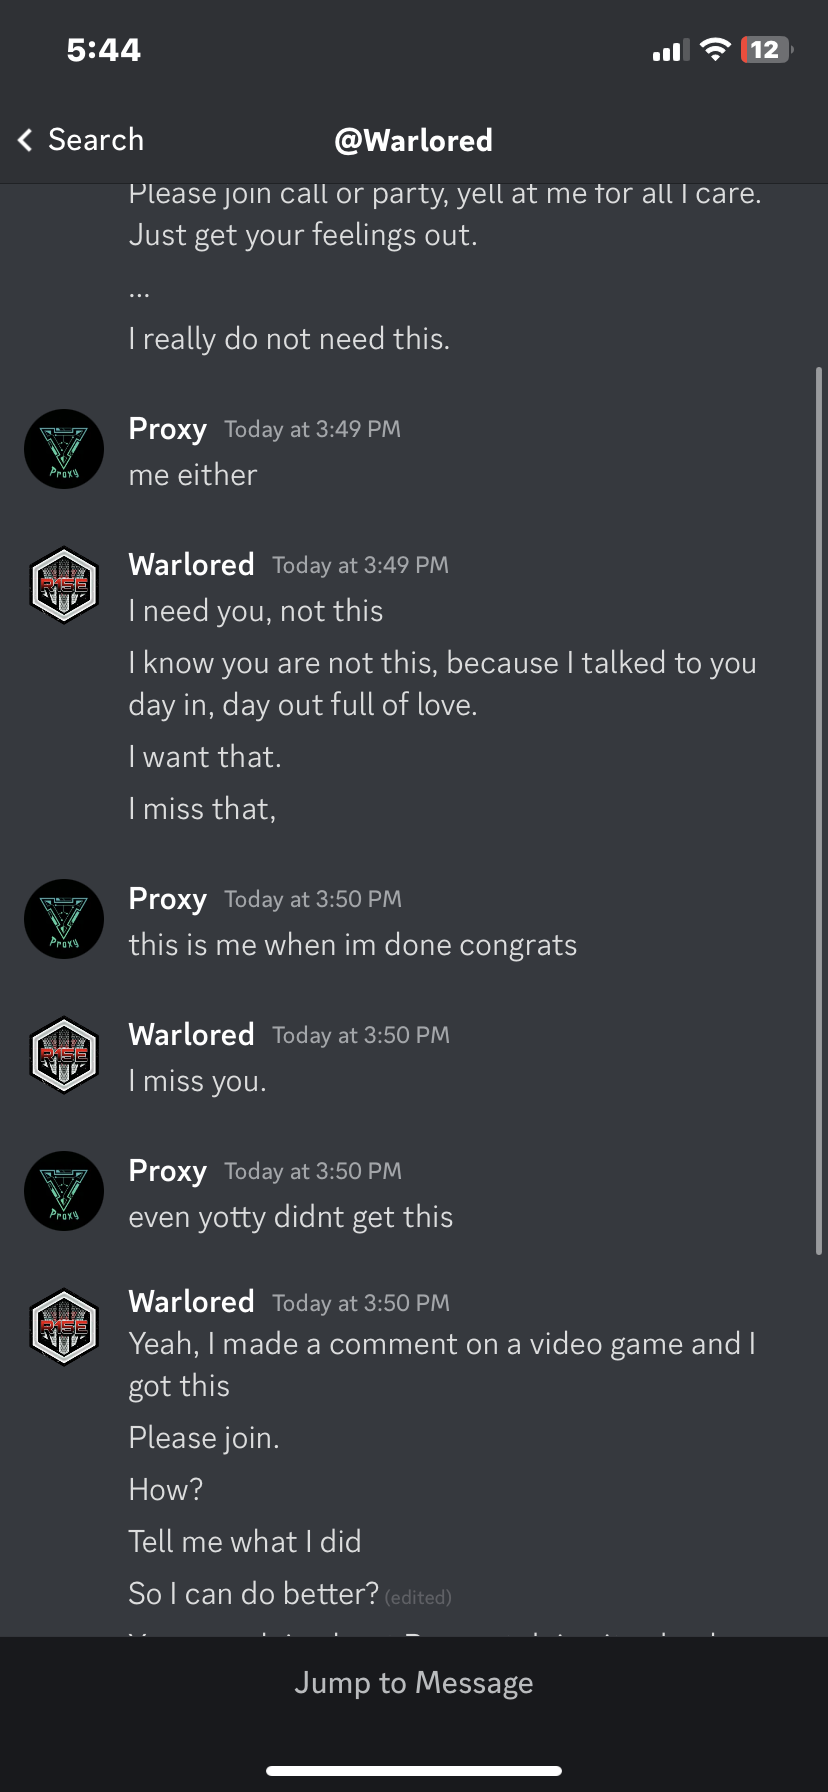 5:44
12
Search
@Warlored
Please join call or party, yell at me for all I care.
Just get your feelings out.
...
I really do not need this.
Proxy Today at 3:49 PM
Proxy
me either
Warlored Today at 3:49 PM
R1SE
I need you, not this
I know you are not this, because I talked to you
day in, day out full of love.
I want that.
I miss that,
Proxy Today at 3:50 PM
Proxy
this is me when im done congrats
Warlored Today at 3:50 PM
R1SE
I miss you.
Proxy Today at 3:50 PM
Proxy
even yotty didnt get this
Warlored Today at 3:50 PM
R1SE
Yeah, I made a comment on a video game and I
got this
Please join.
How?
Tell me what I did
So I can do better? (edited)
Jump to Message